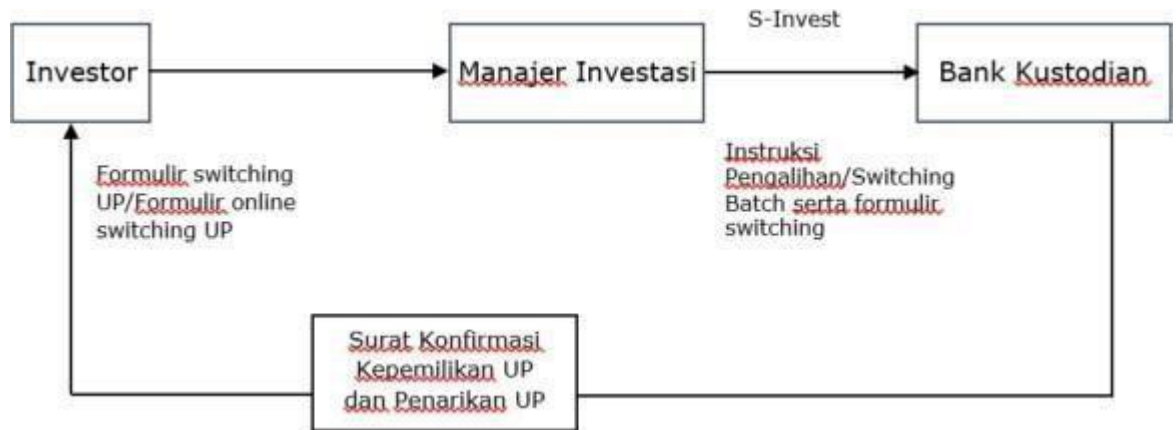 S-Invest
Investor
Manajer Investasi
Bank Kustodian
Formulir switching
UP/Formulir online
switching UP
Instruksi
Pengalihan/Switching
Batch serta formulir
switching
Surat Konfirmasi
Kepemilikan UP
dan Penarikan UP